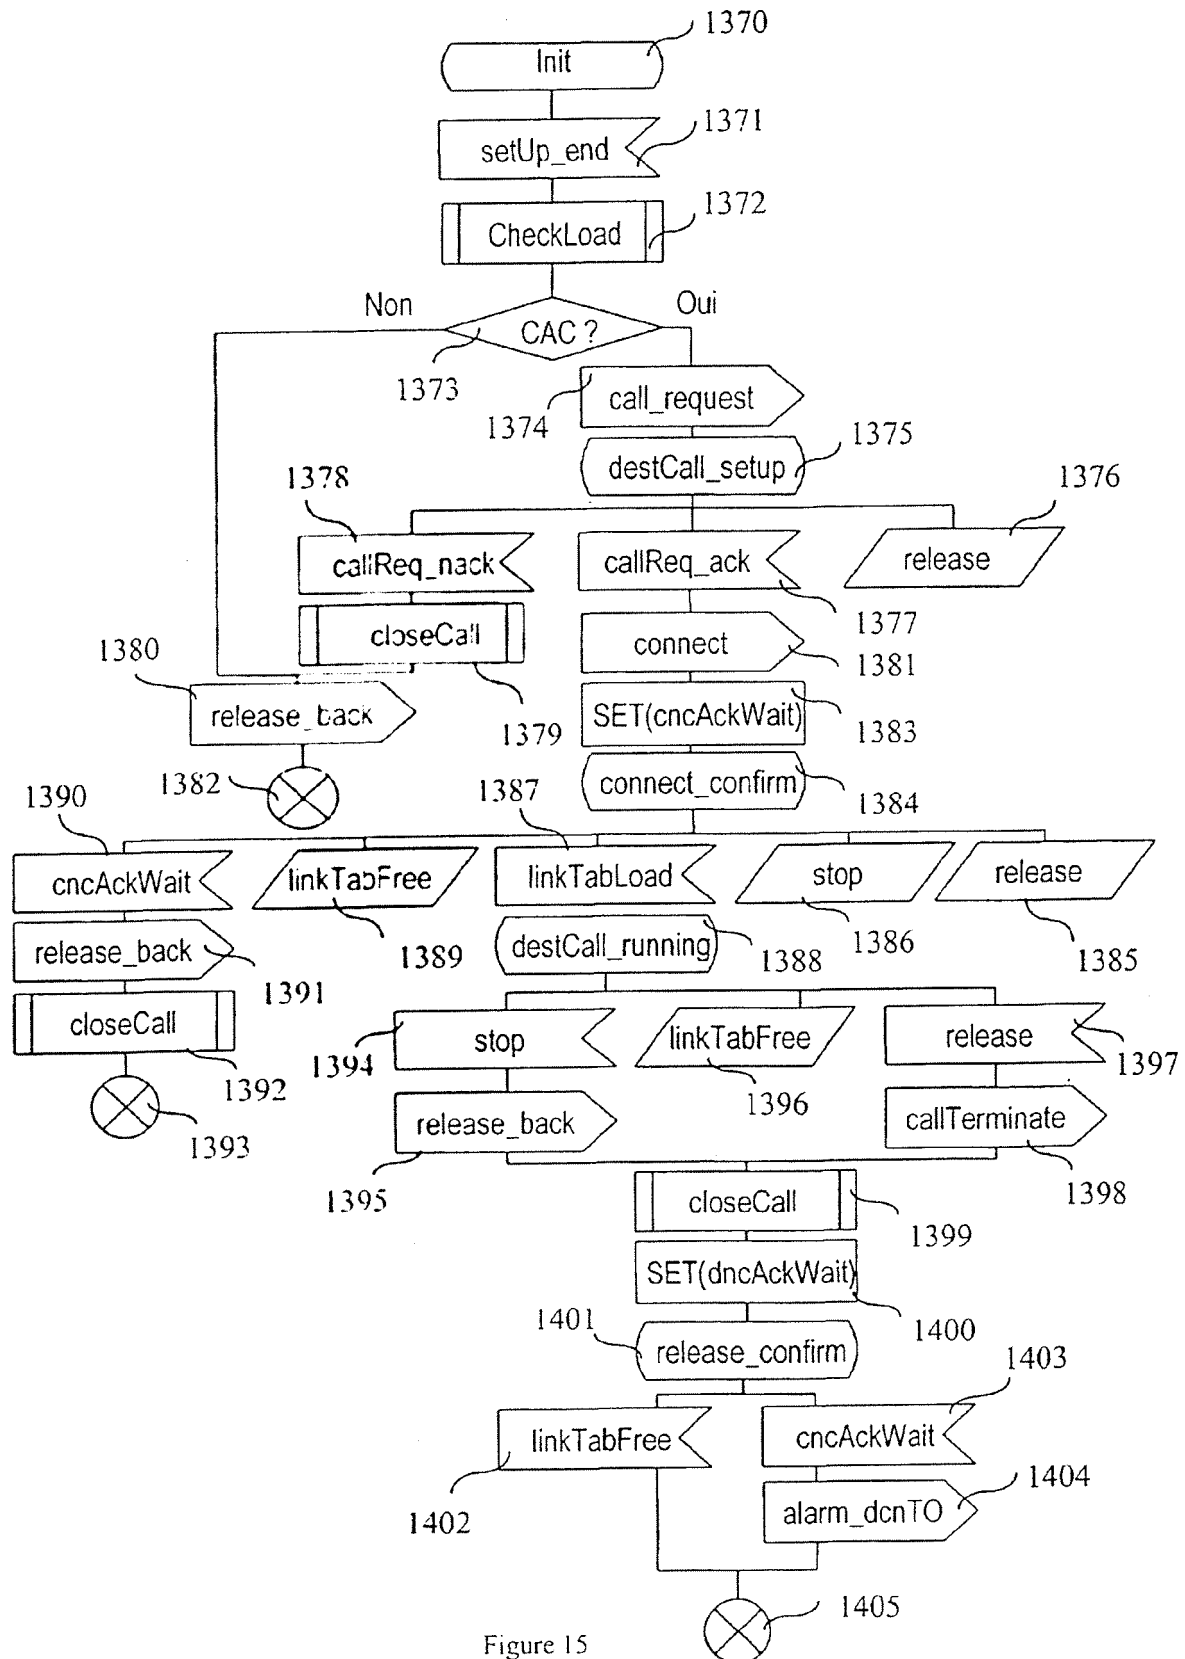 1370
Init
1371
setUp_end
1372
CheckLoad
Non
Oui
CAC ?
1373
call_request
1374
1375
destCall_setup
1378
1376
callReq_nack
callReq_ack
release
1377
closeCall
connect
1380
1381
release_back
1379
SET(cncAckWait)
1383
1382
connect_confirm
1384
1390
1387
cncAckWait
linkTabFree
linkTabLoad
stop
release
release_back
1389
destCall_running
1388
1386
1385
1391
closeCall
1392
1394
stop
linkTabFree
release
1397
1393
1396
release_back
callTerminate
1395
1398
closeCall
1399
SET(dncAckWait)
1400
1401
release_confirm
1403
linkTabFree
cncAckWait
1404
alarm_dcnTO
1402
1405
Figure 15